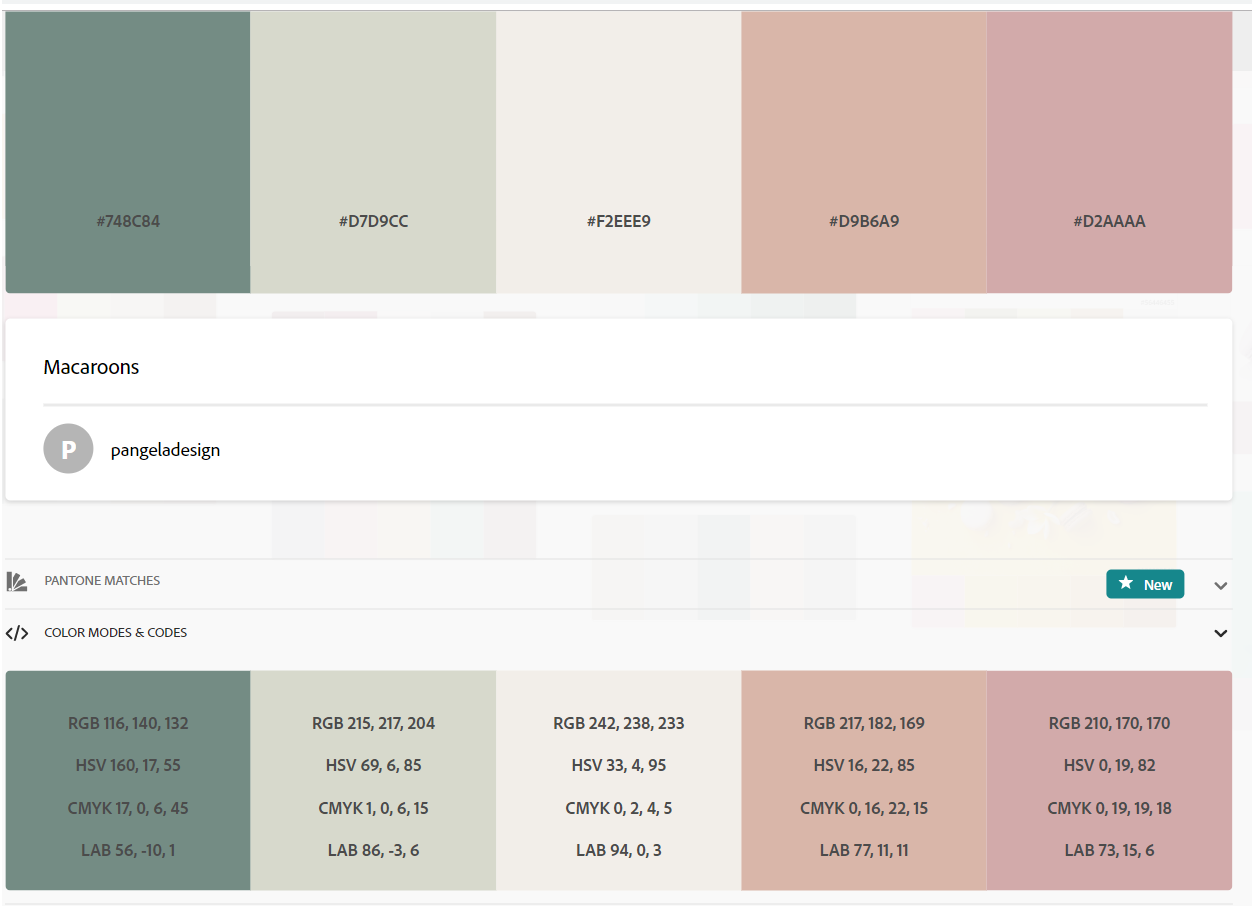 #748C84 #D7D9CC #F2EEE9 #D9B6A9 #D2AAAA
Macaroons
P pangeladesign
PANTONE MATCHES New
COLOR MODES & CODES
RGB 116, 140, 132 RGB 215, 217, 204 RGB 242, 238, 233 RGB 217, 182, 169 RGB 210, 170, 170
HSV 160, 17, 55 HSV 69, 6, 85 HSV 33, 4, 95 HSV 16, 22, 85 HSV 0, 19, 82
CMYK 17, 0, 6, 45 CMYK 1, 0, 6, 15 CMYK 0, 2, 4, 5 CMYK 0, 16, 22, 15 CMYK 0, 19, 19, 18
LAB 56, -10, 1 LAB 86, -3, 6 LAB 94, 0, 3 LAB 77, 11, 11 LAB 73, 15, 6